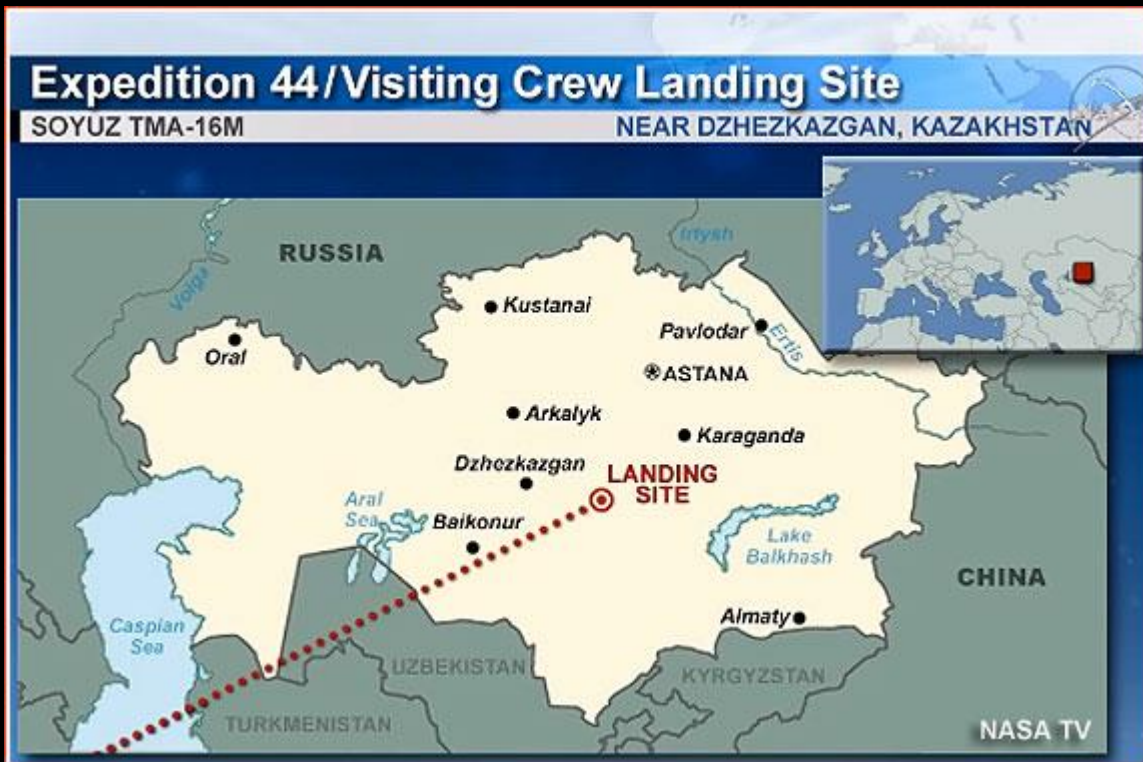 Expedition 44/Visiting Crew Landing Site
SOYUZ TMA-16M
NEAR DZHEZKAZGAN, KAZAKHSTAN
RUSSIA
Volga
Irtysh
Oral
Kustanai
Pavlodar
Ertis
ASTANA
Arkalyk
Karaganda
Dzhezkazgan
LANDING
SITE
Aral
Sea
Baikonur
Lake
Balkhash
CHINA
Caspian
Sea
Almaty
UZBEKISTAN
KYRGYZSTAN
TURKMENISTAN
NASA TV